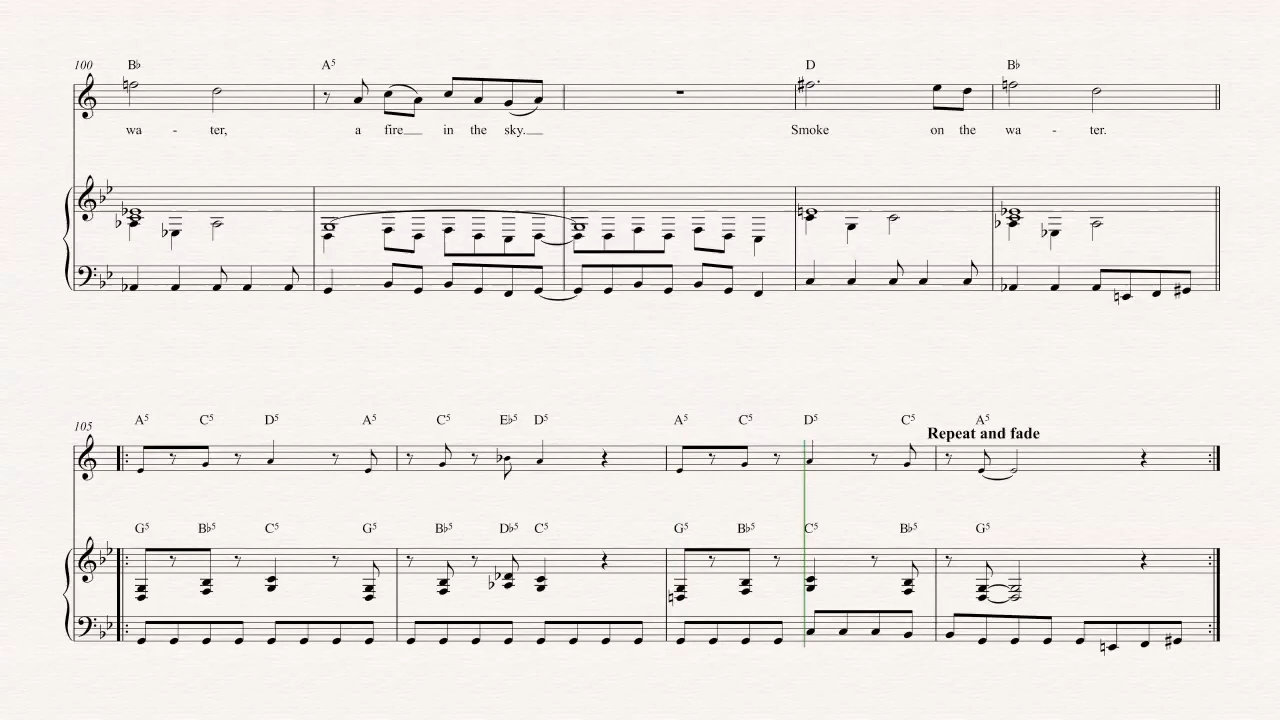 100 B♭ A5 D B♭
wa - ter, a fire in the sky. Smoke on the wa - ter.
105 A5 C5 D5 A5 C5 E♭5 D5 A5 C5 D5 C5 A5
Repeat and fade
G5 B♭5 C5 G5 B♭5 D♭5 C5 G5 B♭5 C5 B♭5 G5